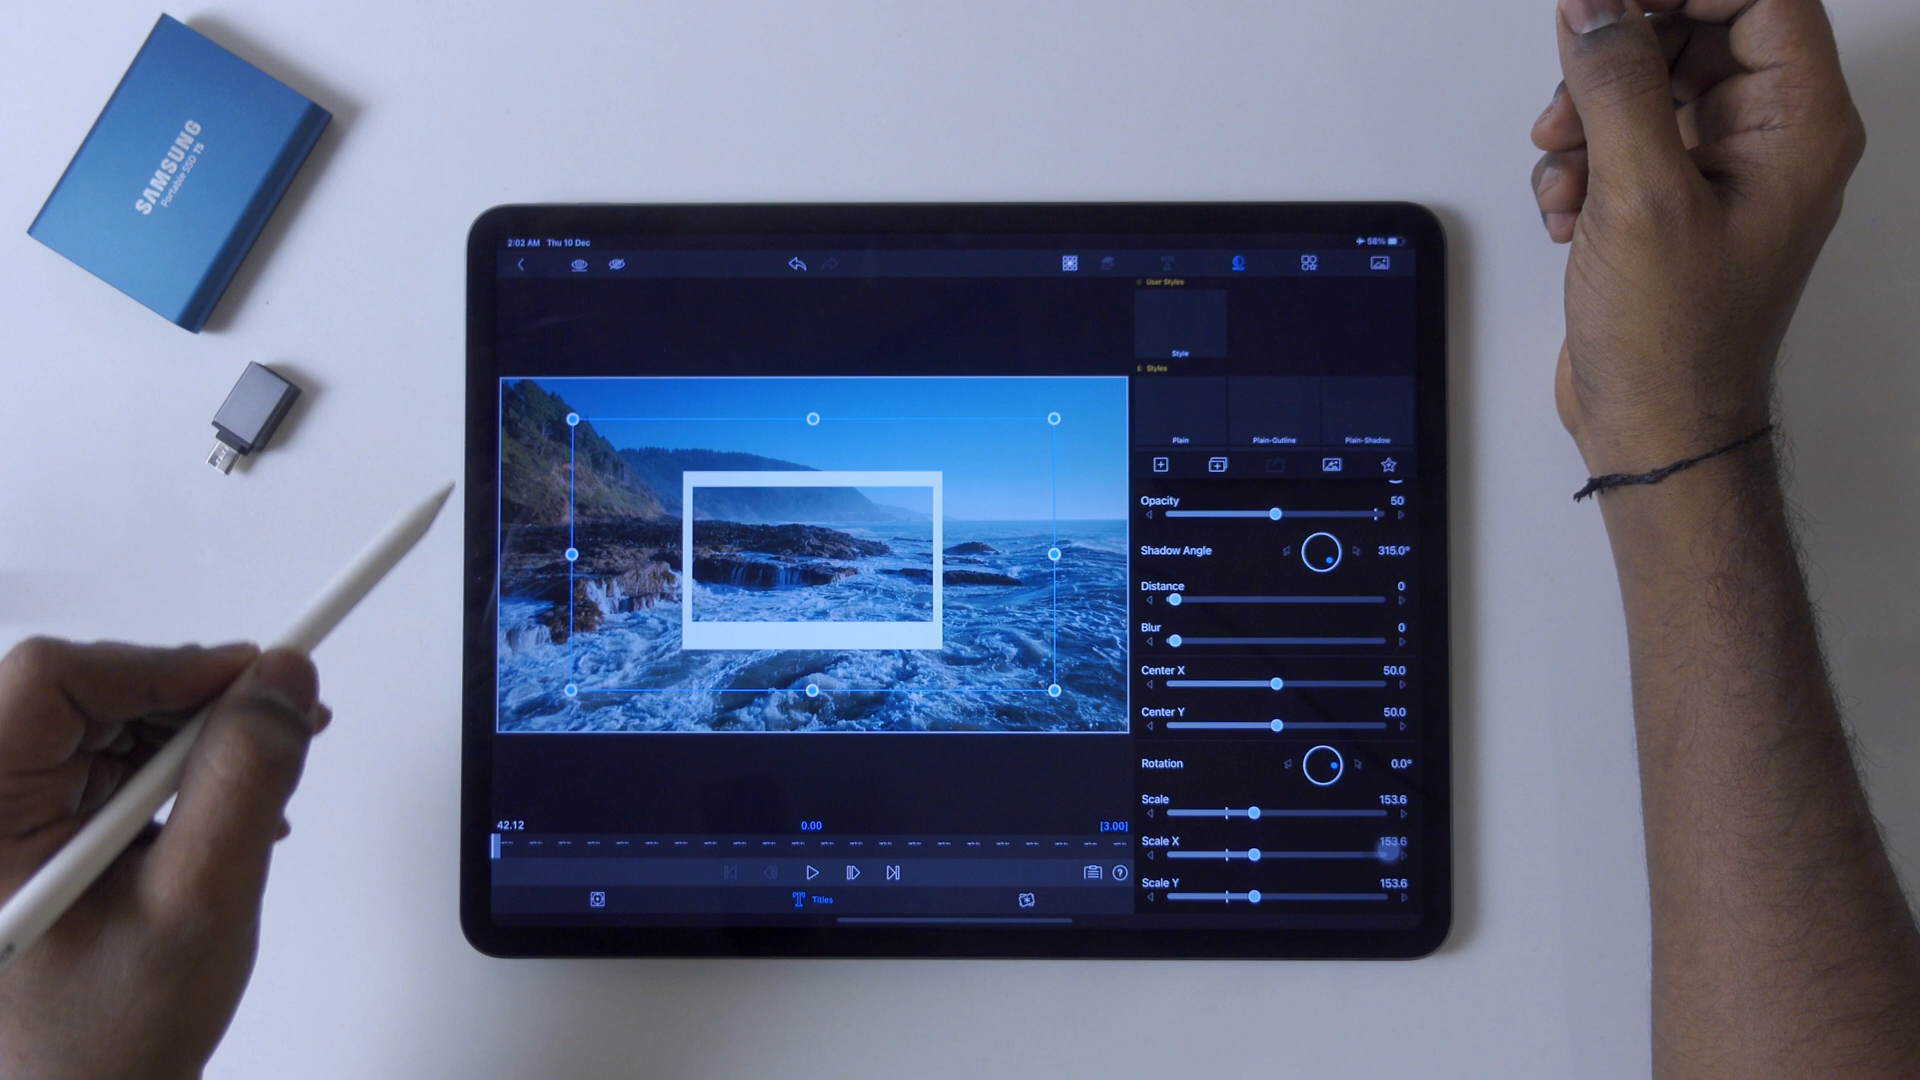 SAMSUNG
Portable SSD T5
2:02 AM Thu 10 Dec
58%
User Styles
Style
Styles
Plain
Plain-Outline
Plain-Shadow
Opacity
50
Shadow Angle
315.0°
Distance
0
Blur
0
Center X
50.0
Center Y
50.0
Rotation
0.0°
Scale
153.6
Scale X
153.6
Scale Y
153.6
42.12
0.00
[3.00]
Titles